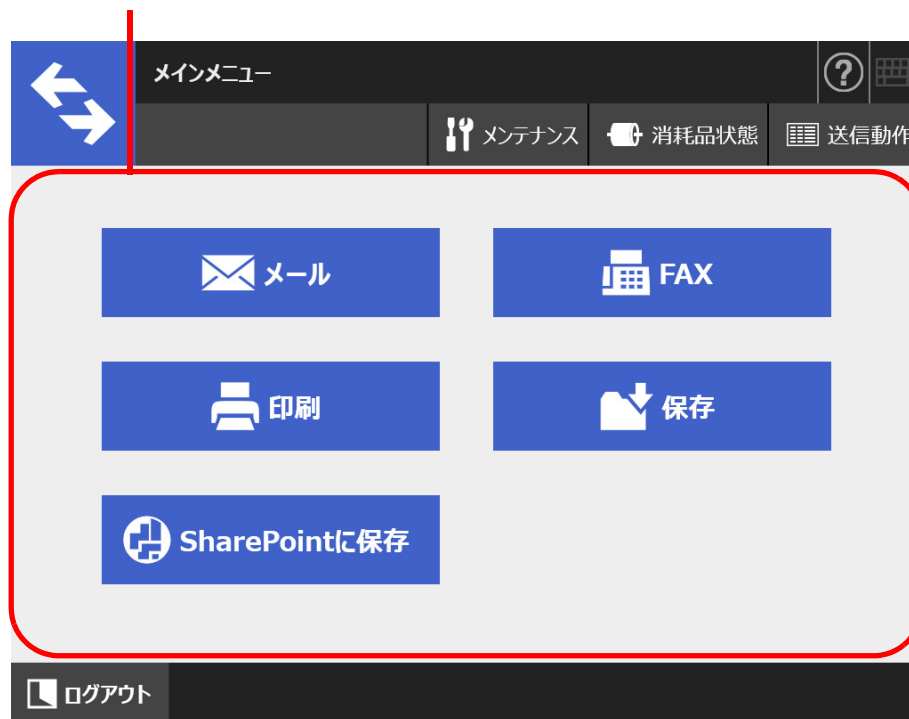 メインメニュー
メンテナンス 消耗品状態 送信動作
メール FAX
印刷 保存
SharePointに保存
ログアウト